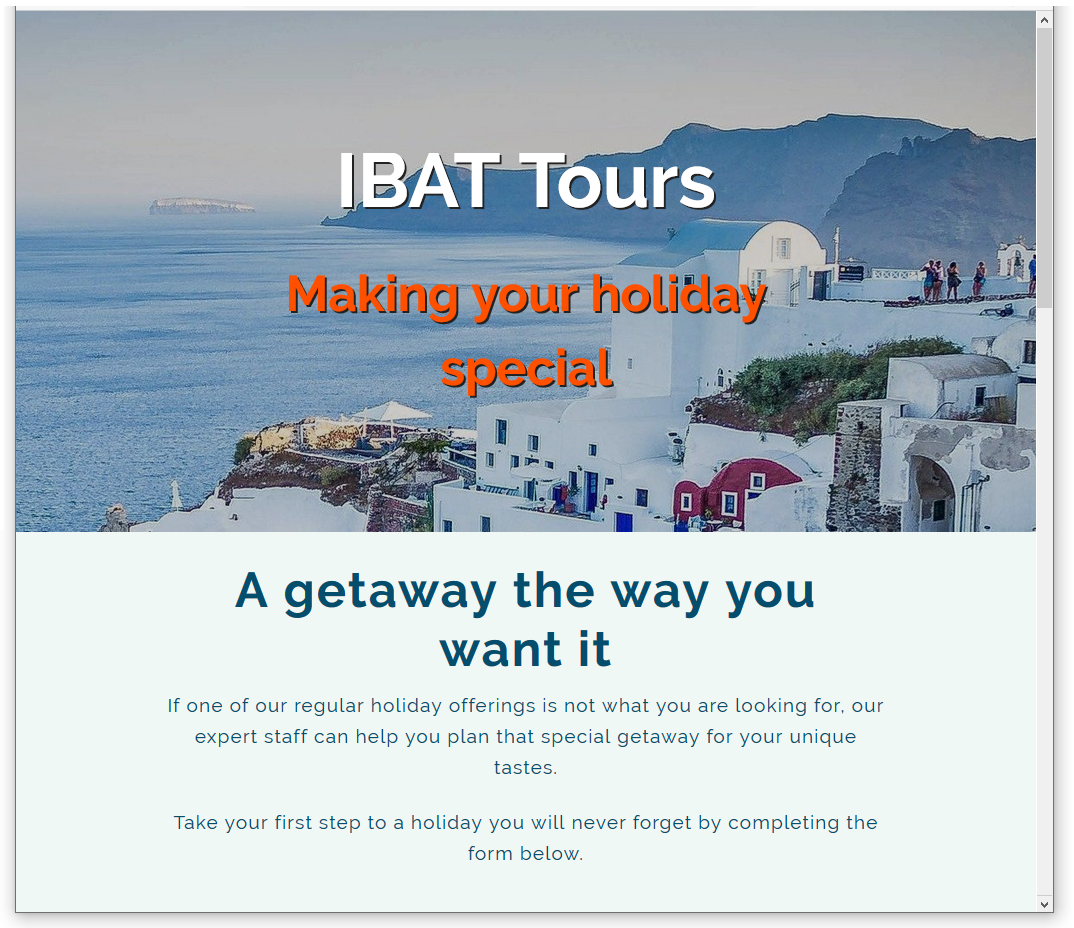 IBAT Tours
Making your holiday
special
A getaway the way you
want it
If one of our regular holiday offerings is not what you are looking for, our
expert staff can help you plan that special getaway for your unique
tastes.
Take your first step to a holiday you will never forget by completing the
form below.